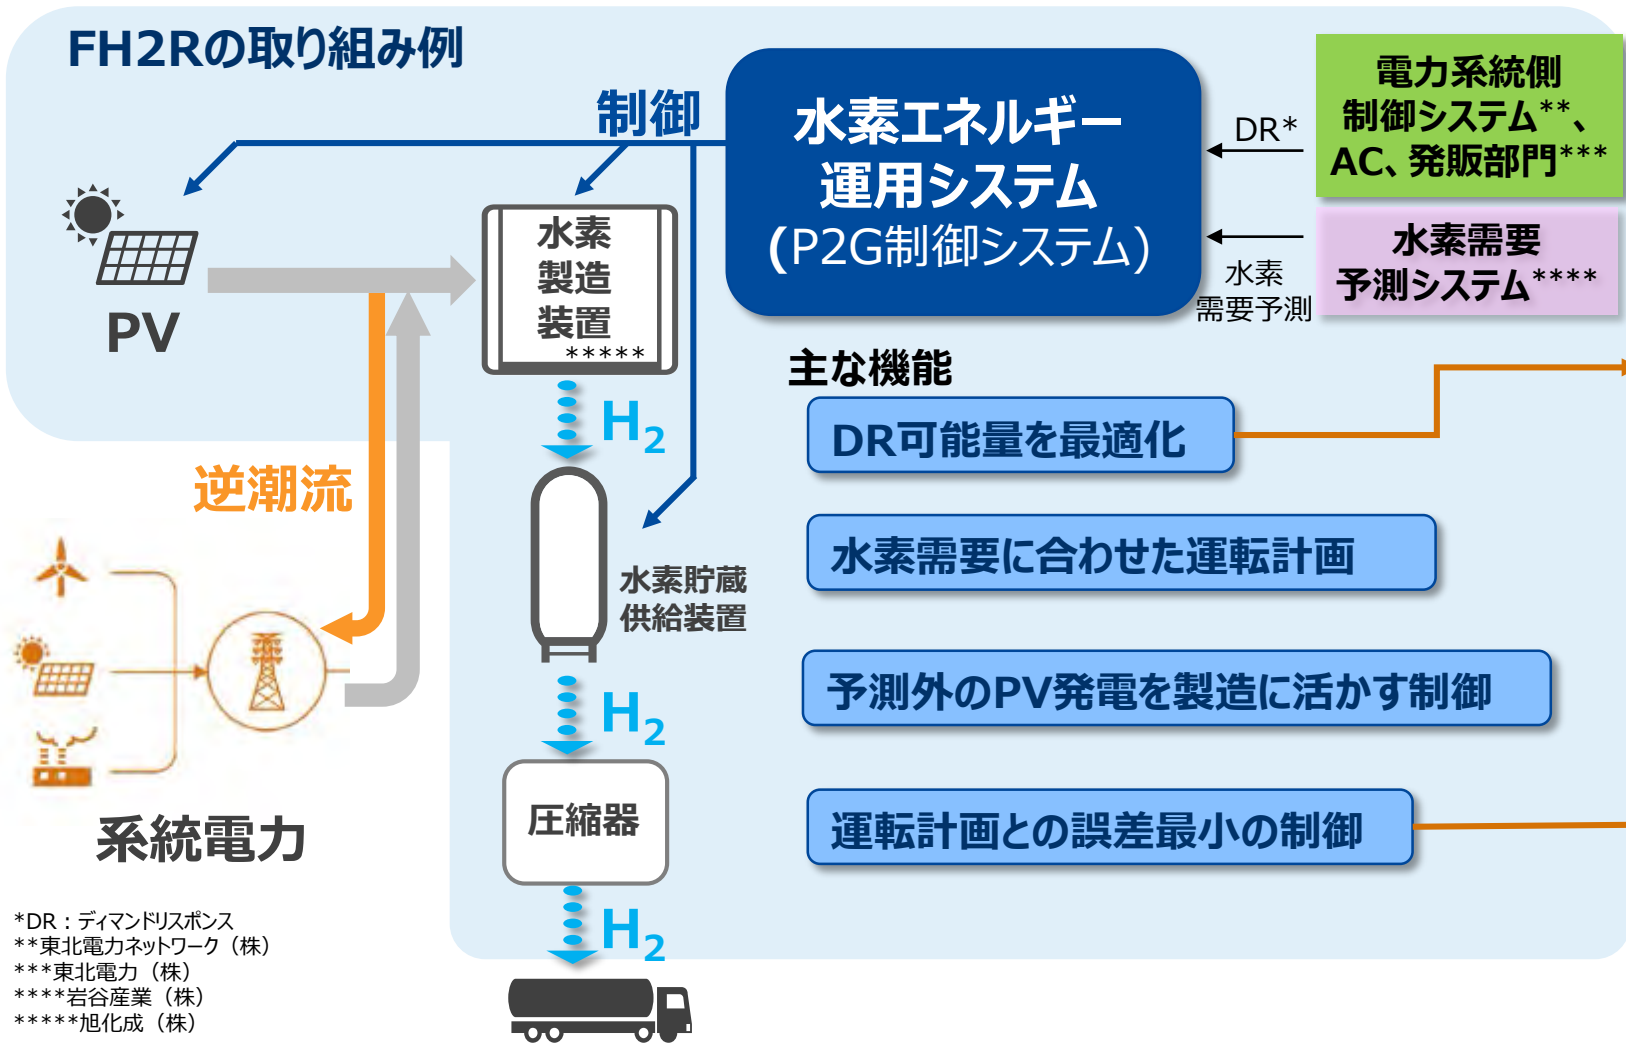 FH2Rの取り組み例
制御
水素エネルギー
運用システム
(P2G制御システム)
DR*
電力系統側
制御システム**、
AC、発販部門***
水素
需要予測
水素需要
予測システム****
PV
水素
製造
装置
*****
H2
逆潮流
水素貯蔵
供給装置
H2
圧縮器
H2
系統電力
主な機能
DR可能量を最適化
水素需要に合わせた運転計画
予測外のPV発電を製造に活かす制御
運転計画との誤差最小の制御
*DR：ディマンドリスポンス
**東北電力ネットワーク（株）
***東北電力（株）
****岩谷産業（株）
*****旭化成（株）